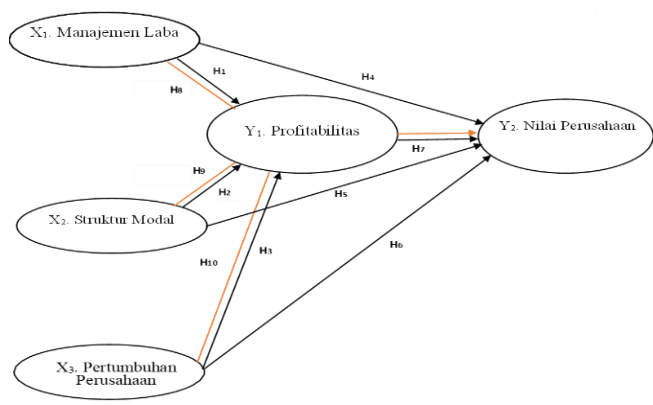 X₁. Manajemen Laba
H₁
H₄
H₈
Y₁. Profitabilitas
Y₂. Nilai Perusahaan
H₇
H₉
H₂
H₅
X₂. Struktur Modal
H₁₀
H₃
H₆
X₃. Pertumbuhan
Perusahaan